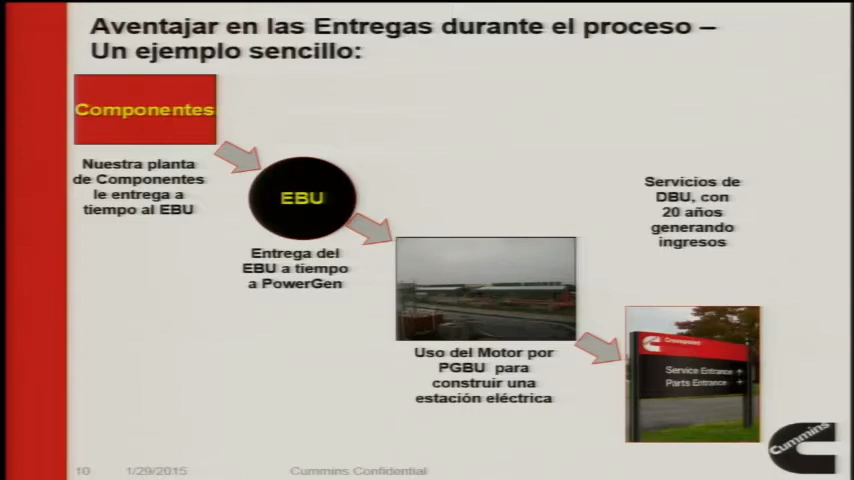 Aventajar en las Entregas durante el proceso –
Un ejemplo sencillo:
Componentes
Nuestra planta
de Componentes
le entrega a
tiempo al EBU
EBU
Entrega del
EBU a tiempo
a PowerGen
Uso del Motor por
PGBU para
construir una
estación eléctrica
Servicios de
DBU, con
20 años
generando
ingresos
Service Entrance
Parts Entrance
Cummins
10
1/29/2015
Cummins Confidential